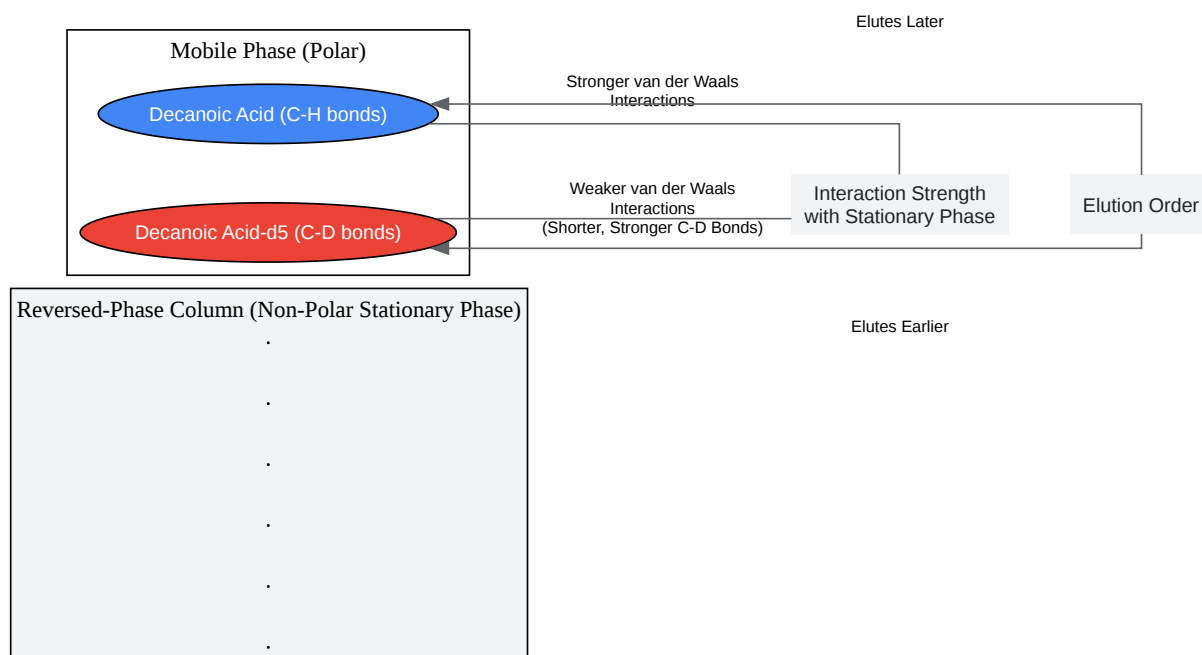 Elutes Later
Mobile Phase (Polar)
Stronger van der Waals
Interactions
Decanoic Acid (C-H bonds)
Weaker van der Waals
Interactions
(Shorter, Stronger C-D Bonds)
Interaction Strength
with Stationary Phase
Elution Order
Decanoic Acid-d5 (C-D bonds)
Reversed-Phase Column (Non-Polar Stationary Phase)
Elutes Earlier
.
.
.
.
.
.